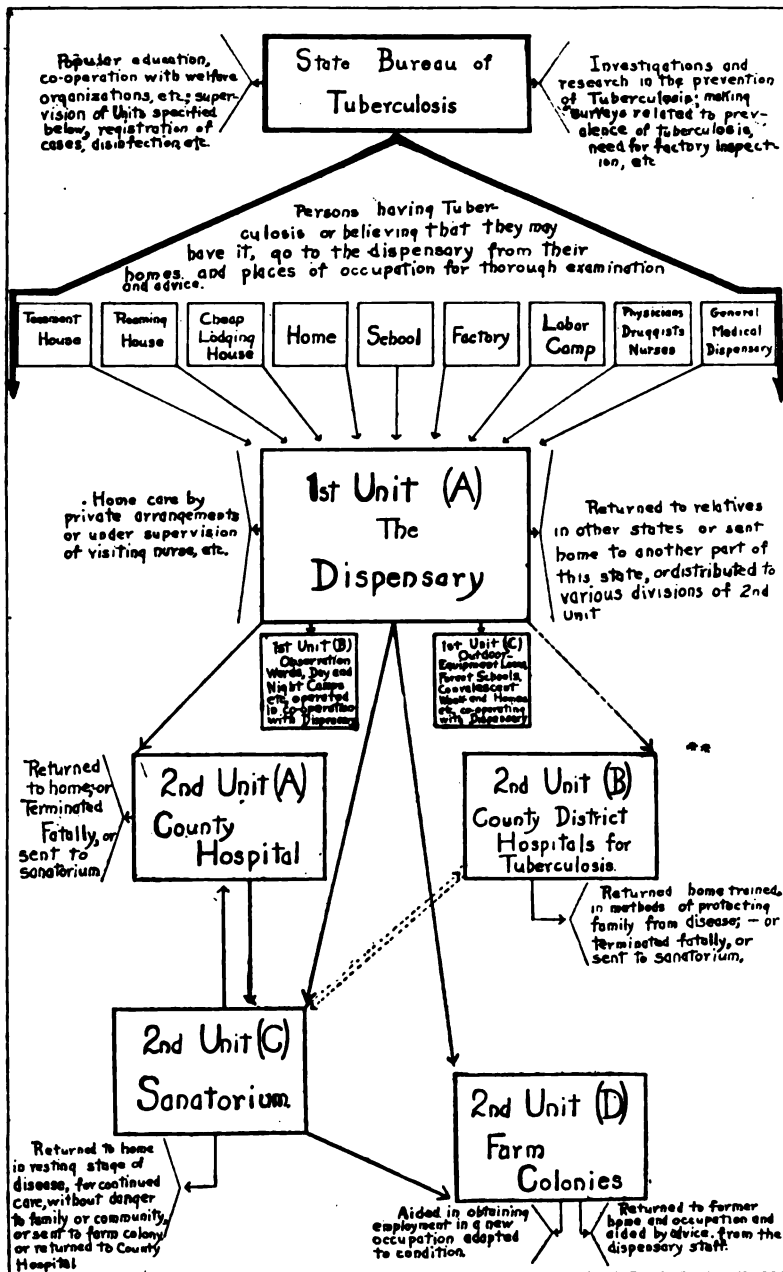 Popular education,
co-operation with welfare
organizations, etc; super-
vision of Units specified
below, registration of
cases, disinfection, etc.
State Bureau of
Tuberculosis
Investigations and
research in the prevention
of Tuberculosis; making
surveys related to prev-
alence of tuberculosis,
need for factory inspect-
ion, etc
Persons having Tuber-
culosis or believing that they may
have it, go to the dispensary from their
homes and places of occupation for thorough examination
and advice.
Tenement
House
Rooming
House
Cheap
Lodging
House
Home
School
Factory
Labor
Camp
Physicians
Druggists
Nurses
General
Medical
Dispensary
Home care by
private arrangements
or under supervision
of visiting nurse, etc.
1st Unit (A)
The
Dispensary
Returned to relatives
in other states or sent
home to another part of
this state, or distributed to
various divisions of 2nd
Unit
1st Unit (B)
Observation
Wards, Day and
Night Camps
etc. operated
in co-operation
with Dispensary
1st Unit (C)
Outdoor
Equipment Loans,
Forest Schools,
Convalescent
Homes
etc. co-operating
with Dispensary
Returned
to home; or
Terminated
Fatally, or
sent to
sanatorium
2nd Unit (A)
County
Hospital
**
2nd Unit (B)
County District
Hospitals for
Tuberculosis.
Returned home trained,
in methods of protecting
family from disease; — or
terminated fatally, or
sent to sanatorium.
2nd Unit (C)
Sanatorium
2nd Unit (D)
Farm
Colonies
Returned to home
in resting stage of
disease, for continued
care, without danger
to family or community,
or sent to farm colony
or returned to County
Hospital
Aided in obtaining
employment in a new
occupation adapted
to condition.
Returned to former
home and occupation and
aided by advice. from the
dispensary staff.